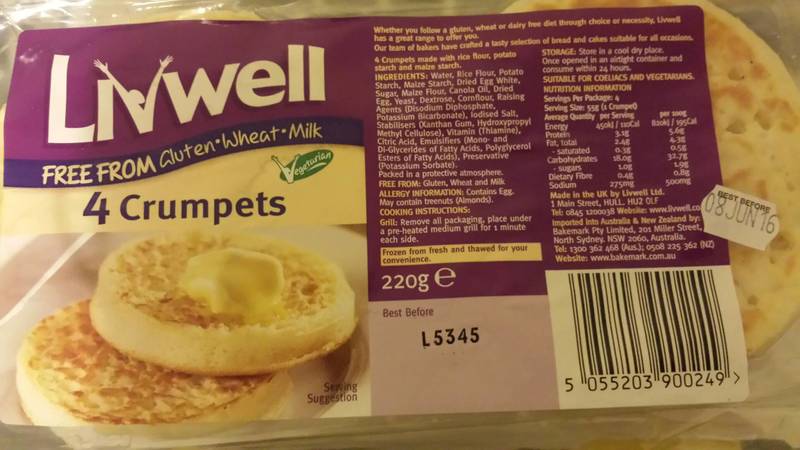 Livwell
FREE FROM Gluten • Wheat • Milk
Vegetarian
4 Crumpets
Serving
Suggestion
Whether you follow a gluten, wheat or dairy free diet through choice or necessity, Livwell
has a great range to offer you.
Our team of bakers have crafted a tasty selection of bread and cakes suitable for all occasions.
4 Crumpets made with rice flour, potato
starch and maize starch.
INGREDIENTS: Water, Rice Flour, Potato
Starch, Maize Starch, Dried Egg White,
Sugar, Maize Flour, Canola Oil, Dried
Egg, Yeast, Dextrose, Cornflour, Raising
Agents (Disodium Diphosphate,
Potassium Bicarbonate), Iodised Salt,
Stabilisers (Xanthan Gum, Hydroxypropyl
Methyl Cellulose), Vitamin (Thiamine),
Citric Acid, Emulsifiers (Mono- and
Di-Glycerides of Fatty Acids, Polyglycerol
Esters of Fatty Acids), Preservative
(Potassium Sorbate).
Packed in a protective atmosphere.
FREE FROM: Gluten, Wheat and Milk
ALLERGY INFORMATION: Contains Egg.
May contain treenuts (Almonds).
COOKING INSTRUCTIONS:
Grill: Remove all packaging, place under
a pre-heated medium grill for 1 minute
each side.
Frozen from fresh and thawed for your
convenience.
220g e
Best Before
L5345
STORAGE: Store in a cool dry place.
Once opened in an airtight container and
consume within 24 hours.
SUITABLE FOR COELIACS AND VEGETARIANS.
NUTRITION INFORMATION
Servings Per Package: 4
Serving Size: 55g (1 Crumpet)
Average Quantity per Serving per 100g
Energy 450kJ / 110Cal 820kJ / 195Cal
Protein 3.1g 5.6g
Fat, total 2.4g 4.3g
- saturated 0.3g 0.5g
Carbohydrates 18.0g 32.7g
- sugars 1.0g 1.9g
Dietary Fibre 0.4g 0.8g
Sodium 275mg 500mg
Made in the UK by Livwell Ltd.
1 Main Street, HULL. HU2 0LF
Tel: 0845 1200038 Website: www.livwell.co
Imported into Australia & New Zealand by:
Bakemark Pty Limited, 201 Miller Street,
North Sydney, NSW 2060, Australia.
Tel: 1300 362 468 (Aus.); 0508 225 362 (NZ)
Website: www.bakemark.com.au
BEST BEFORE
08JUN16
5 055203 900249 >